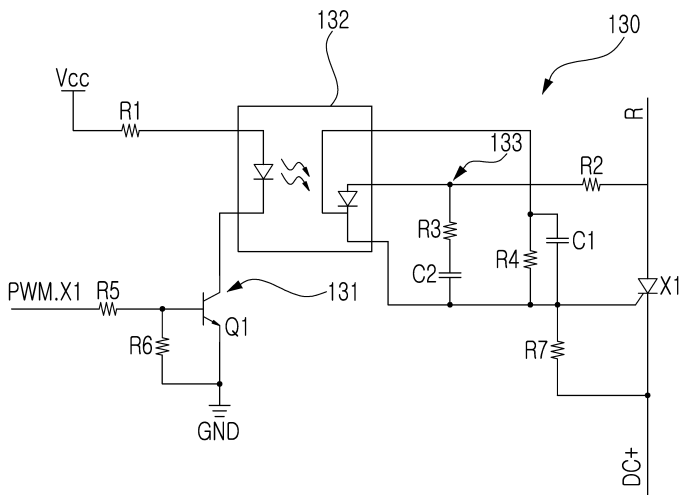 132
130
Vcc
R1
133
R
R2
R3
C1
R4
C2
X1
PWM.X1
R5
131
Q1
R6
R7
GND
DC+